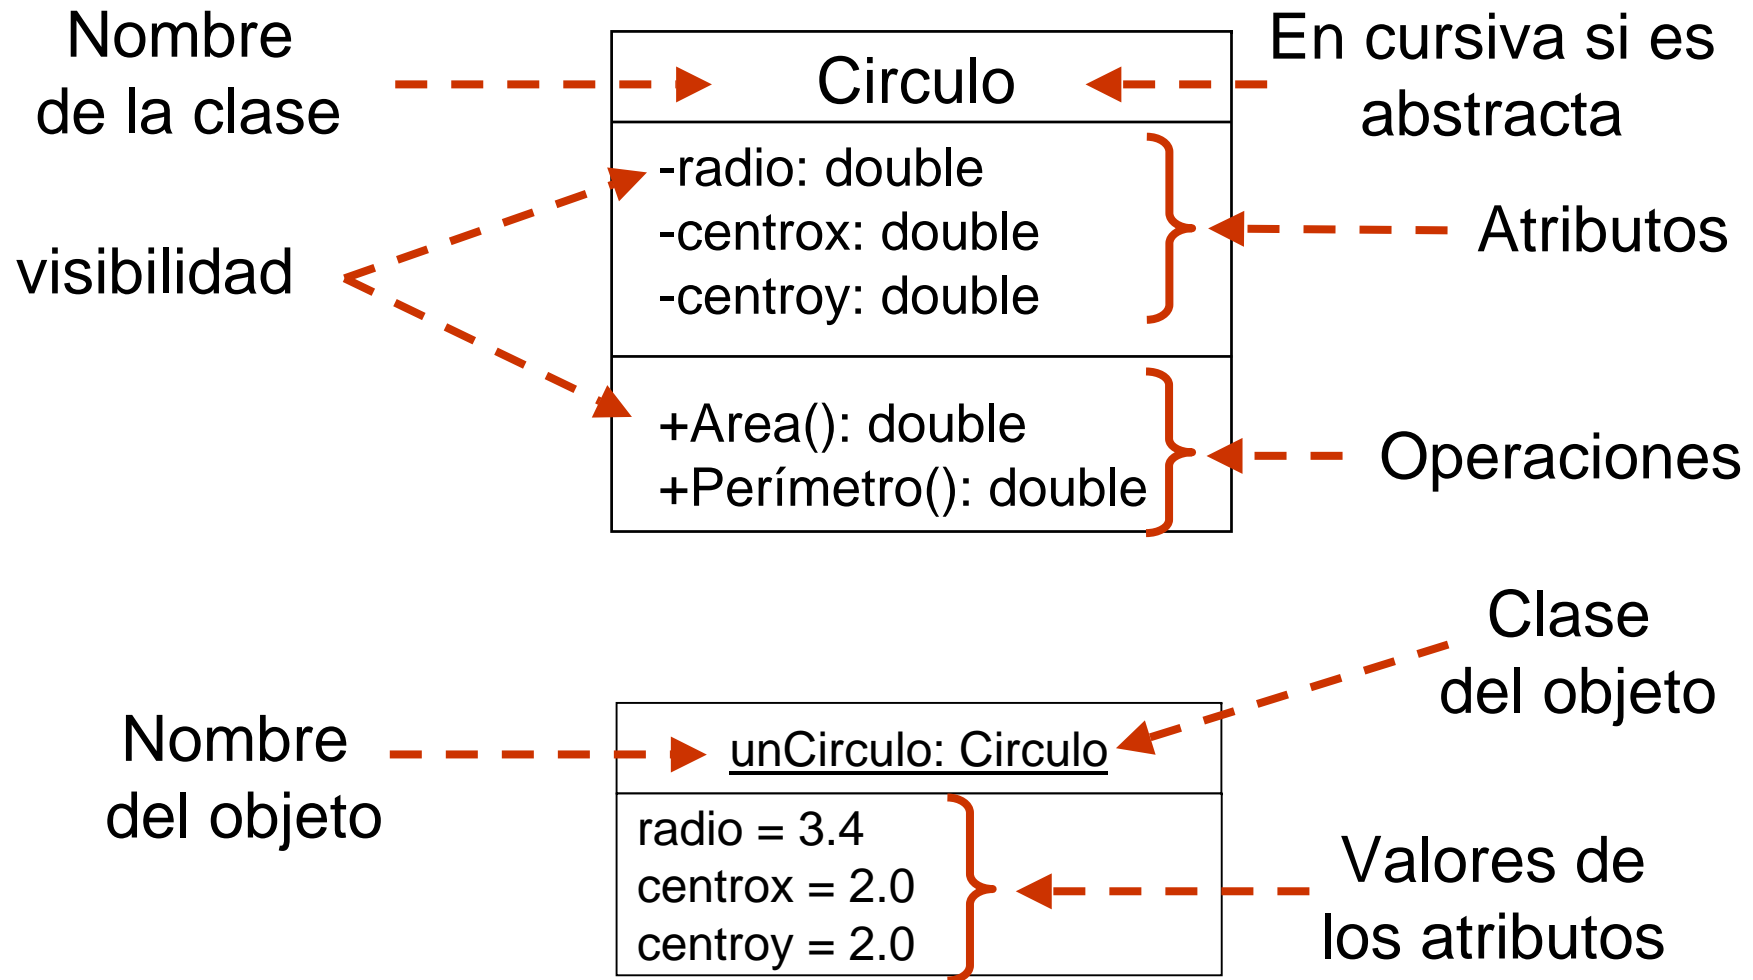 Nombre
de la clase
Circulo
En cursiva si es
abstracta
visibilidad
-radio: double
-centrox: double
-centroy: double
Atributos
+Area(): double
+Perímetro(): double
Operaciones
Clase
del objeto
Nombre
del objeto
unCirculo: Circulo
radio = 3.4
centrox = 2.0
centroy = 2.0
Valores de
los atributos